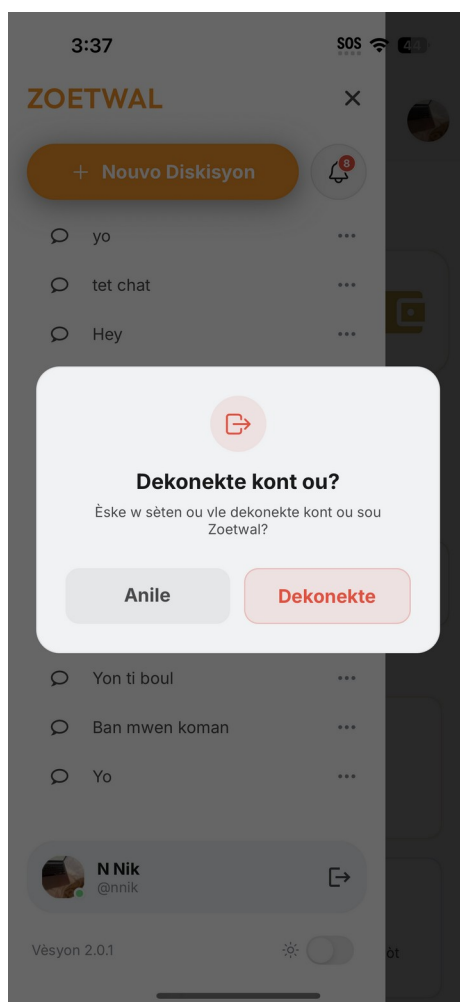 3:37
SOS
44
ZOETWAL
Nouvo Diskisyon
8
yo
tet chat
Hey
Dekonekte kont ou?
Èske w sèten ou vle dekonekte kont ou sou
Zoetwal?
Anile
Dekonekte
Yon ti boul
Ban mwen koman
Yo
N Nik
@nnik
Vèsyon 2.0.1
òt